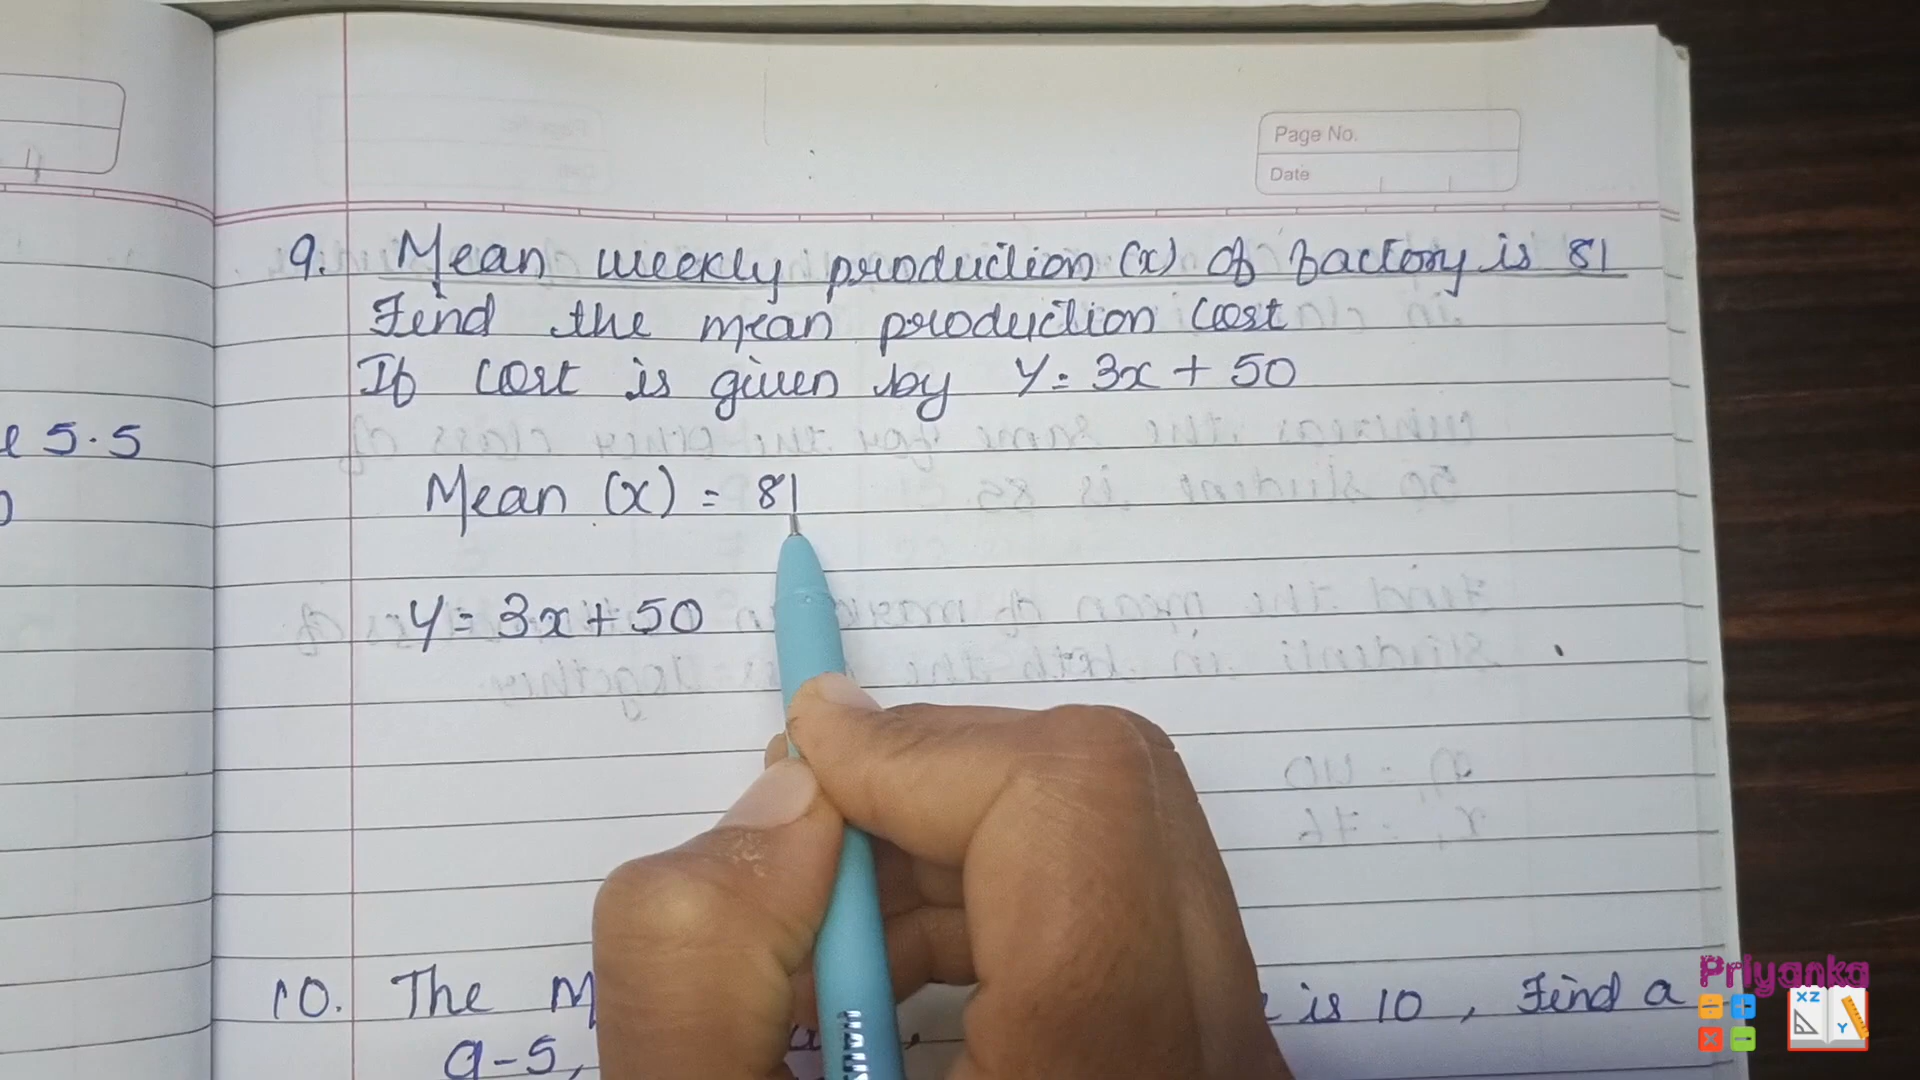 Page No.
Date
9. Mean weekly production (x) of factory is 81
Find the mean production cost
If cost is given by y = 3x + 50
5.5
Mean (x) = 81
y = 3x + 50
10. The is 10, Find a
a-5,
Priyanka
XZ
Y